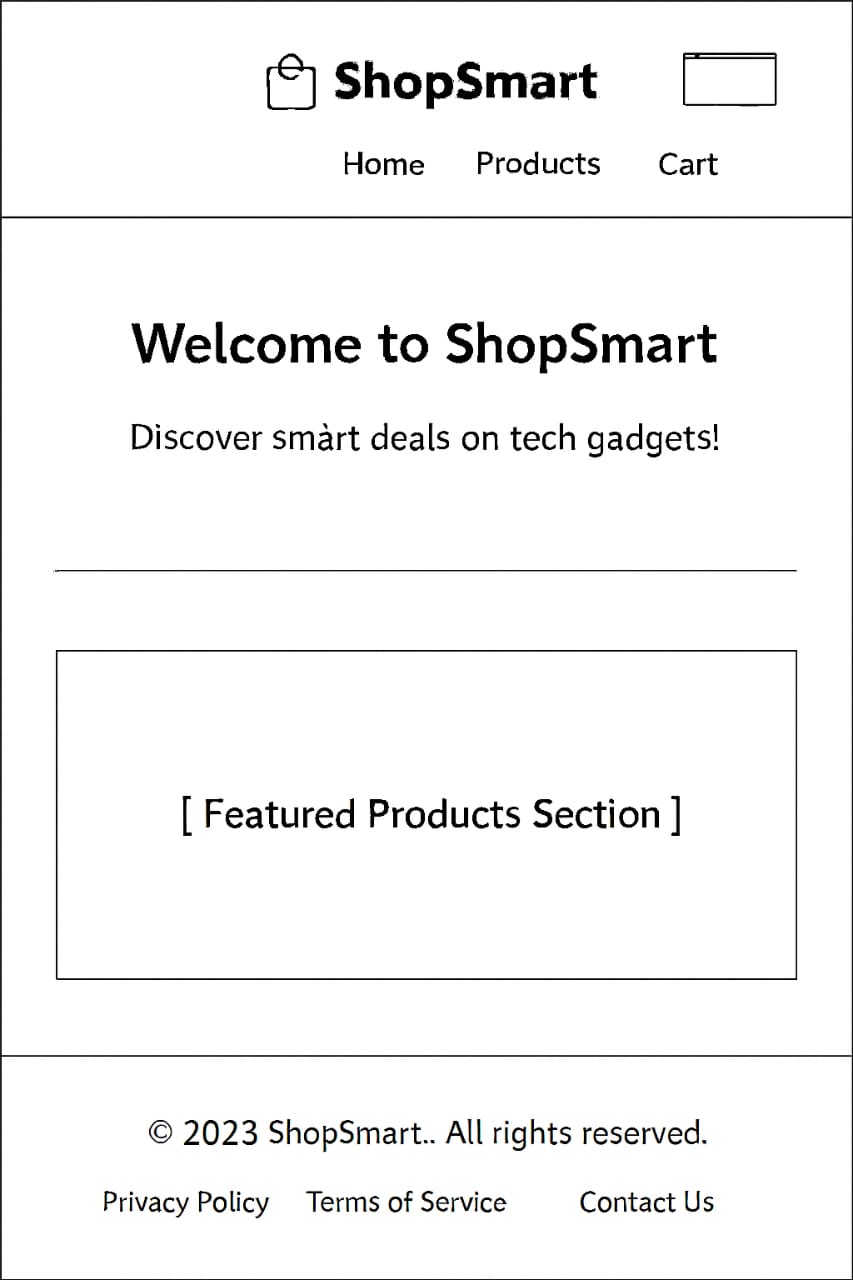 ShopSmart
Home Products Cart
Welcome to ShopSmart
Discover smàrt deals on tech gadgets!
[ Featured Products Section ]
© 2023 ShopSmart.. All rights reserved.
Privacy Policy Terms of Service Contact Us